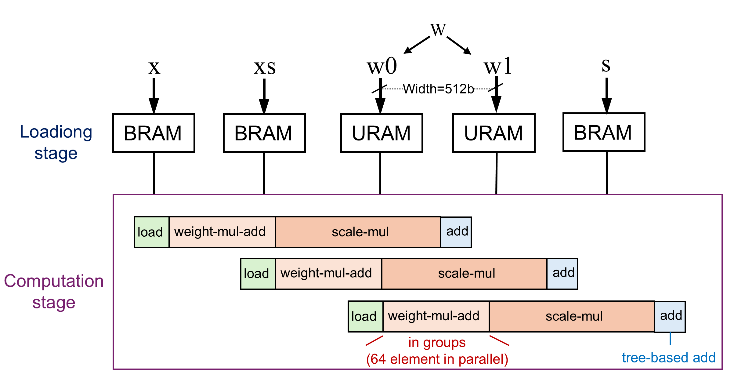 w
x
xs
w0
w1
s
Width=512b
Loadiong
stage
BRAM
BRAM
URAM
URAM
BRAM
Computation
stage
load weight-mul-add scale-mul add
load weight-mul-add scale-mul add
load weight-mul-add scale-mul add
in groups
(64 element in parallel)
tree-based add